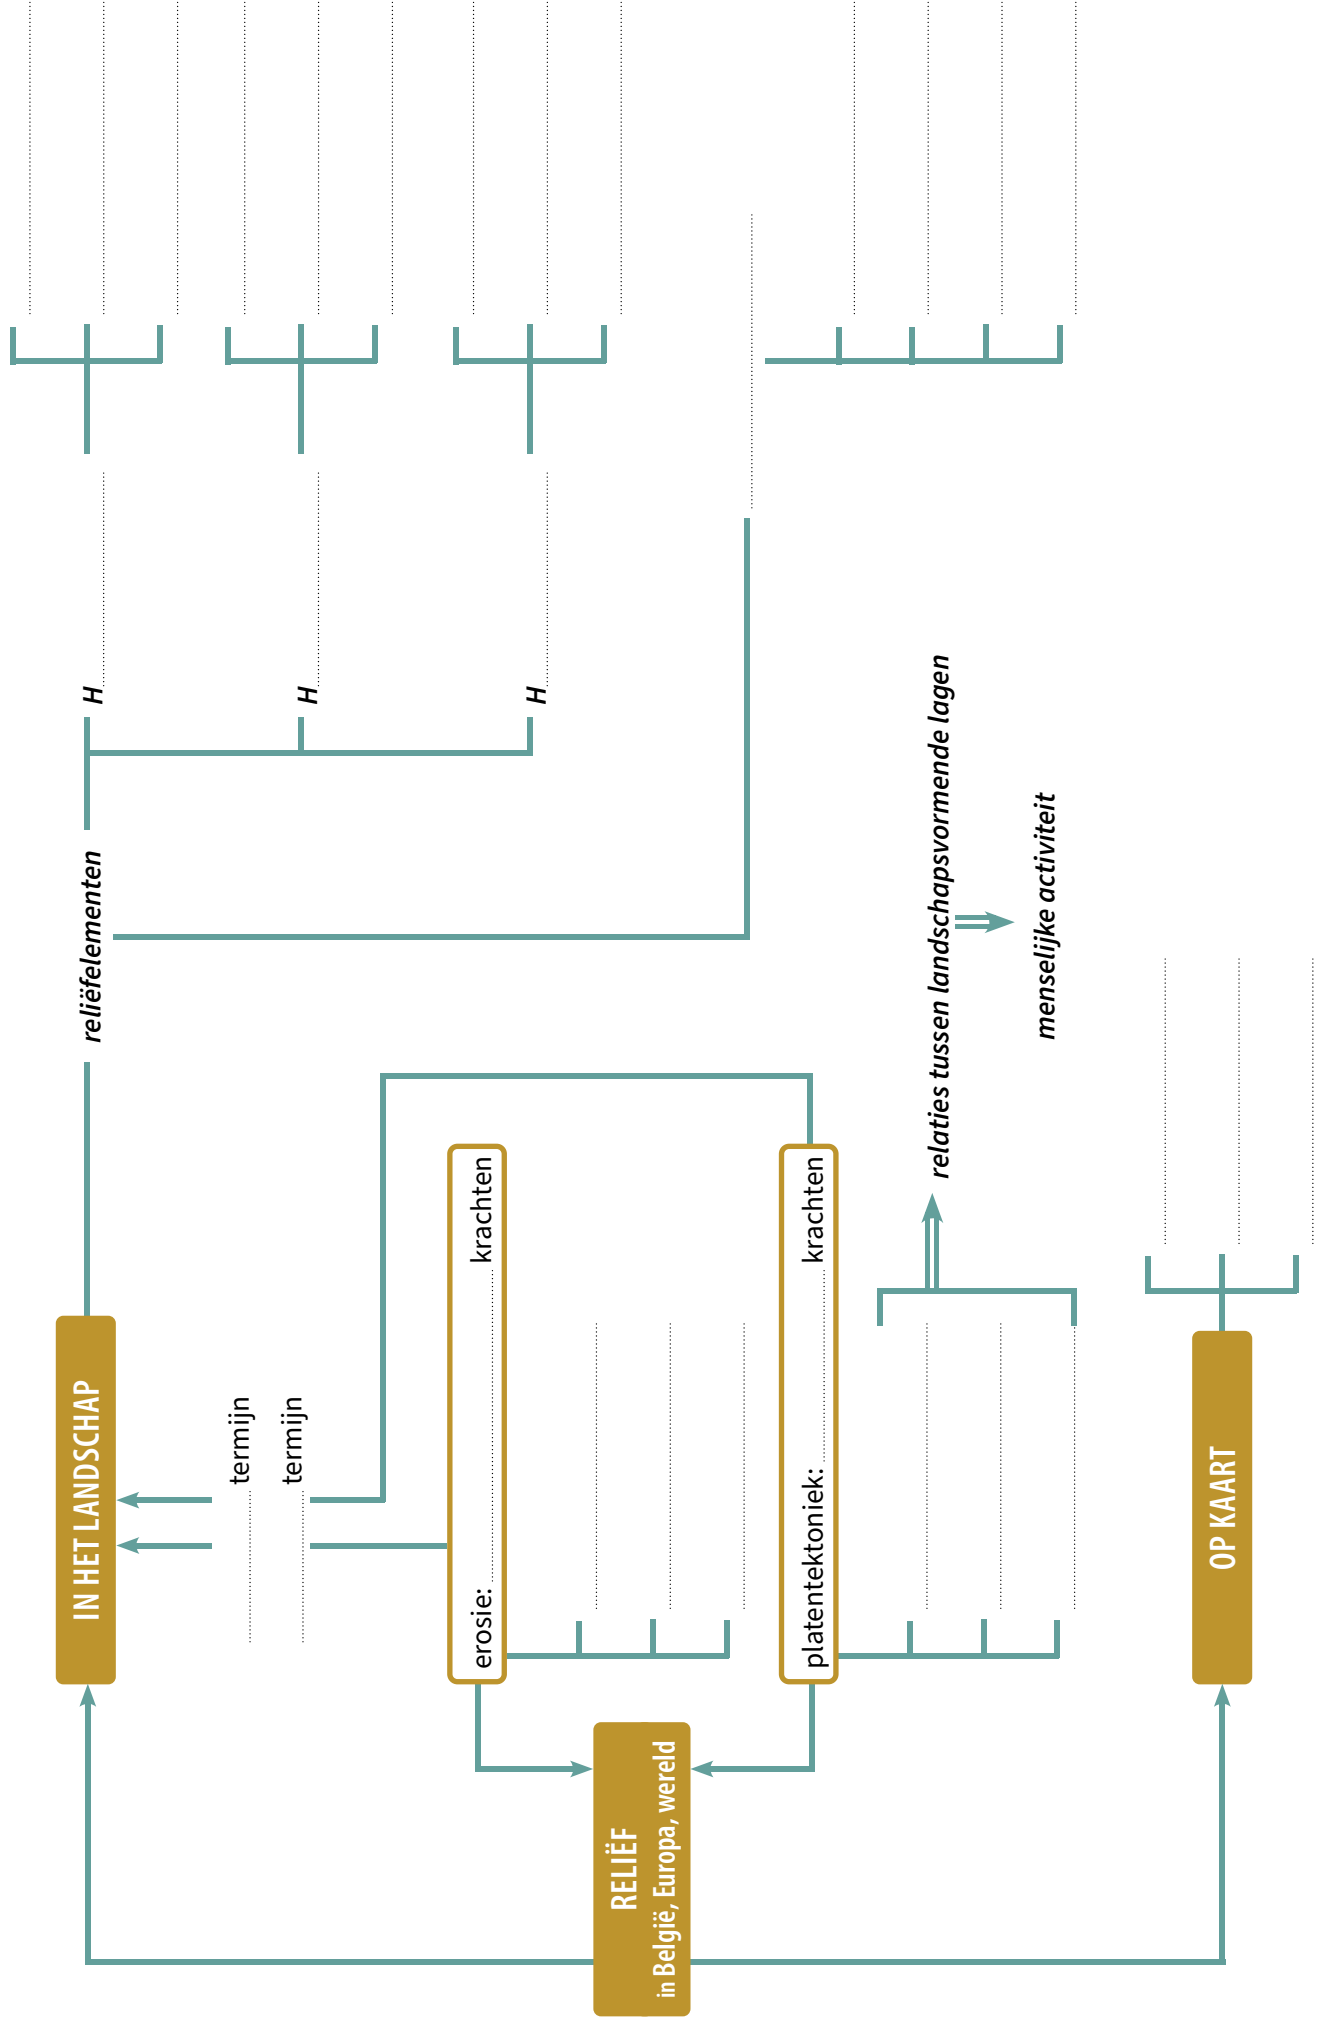 RELIËF
in België, Europa, wereld
IN HET LANDSCHAP
termijn
termijn
erosie: krachten
platentektoniek: krachten
OP KAART
reliëfelementen
H
H
H
relaties tussen landschapsvormende lagen
menselijke activiteit